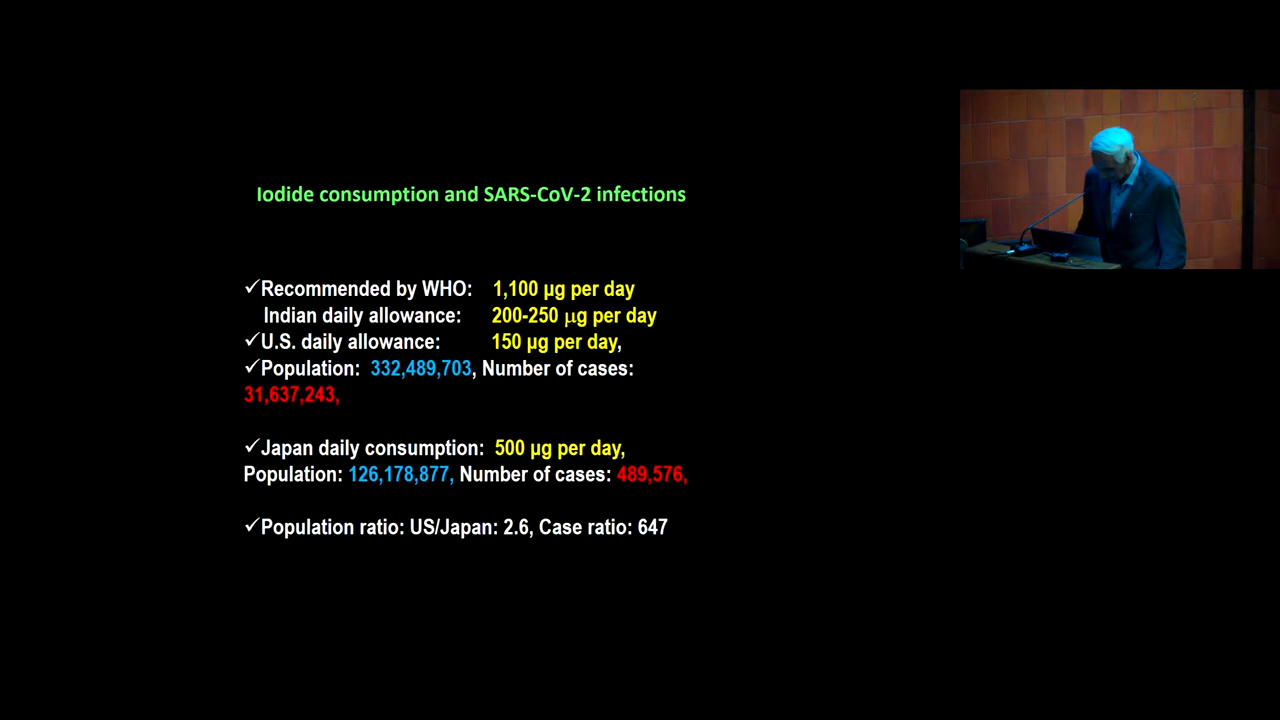 Iodide consumption and SARS-CoV-2 infections
✓Recommended by WHO: 1,100 µg per day
Indian daily allowance: 200-250 μg per day
✓U.S. daily allowance: 150 µg per day,
✓Population: 332,489,703, Number of cases:
31,637,243,
✓Japan daily consumption: 500 µg per day,
Population: 126,178,877, Number of cases: 489,576,
✓Population ratio: US/Japan: 2.6, Case ratio: 647